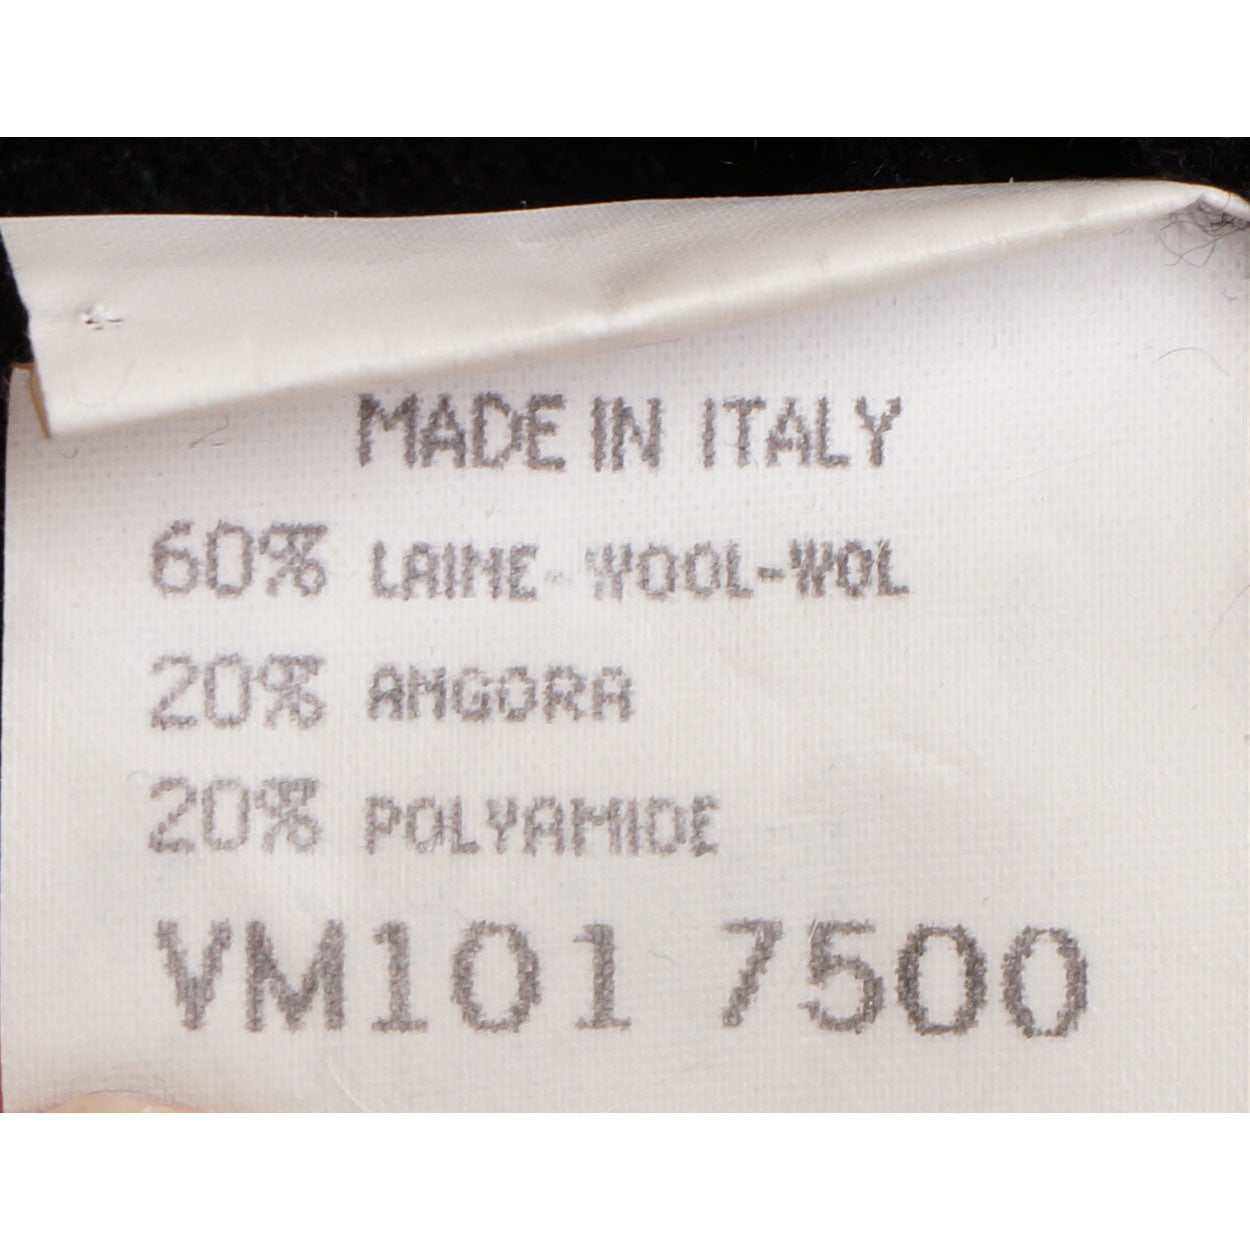 MADE IN ITALY
60% LAINE-WOOL-WOL
20% ANGORA
20% POLYAMIDE
VM101 7500